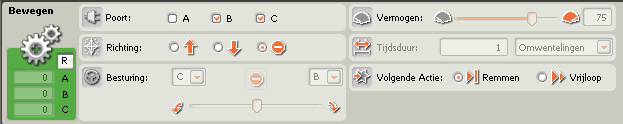 Bewegen
Poort: A B C
Vermogen: 75
R
Richting:
Tijdsduur: 1 Omwentelingen
0 A
Besturing: C B
Volgende Actie: Remmen Vrijloop
0 B
0 C